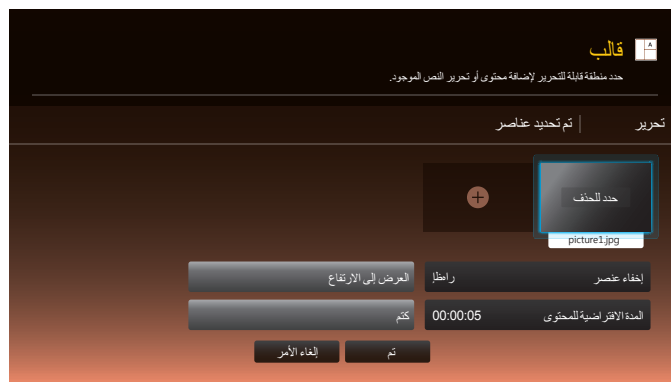 قالب
حدد منطقة قابلة للتحرير لإضافة محتوى أو تحرير النص الموجود.
تحرير | تم تحديد عناصر
حدد للحذف
picture1.jpg
إخفاء عنصر راظإ العرض إلى الارتفاع
المدة الافتراضية للمحتوى 00:00:05 كتم
تم إلغاء الأمر